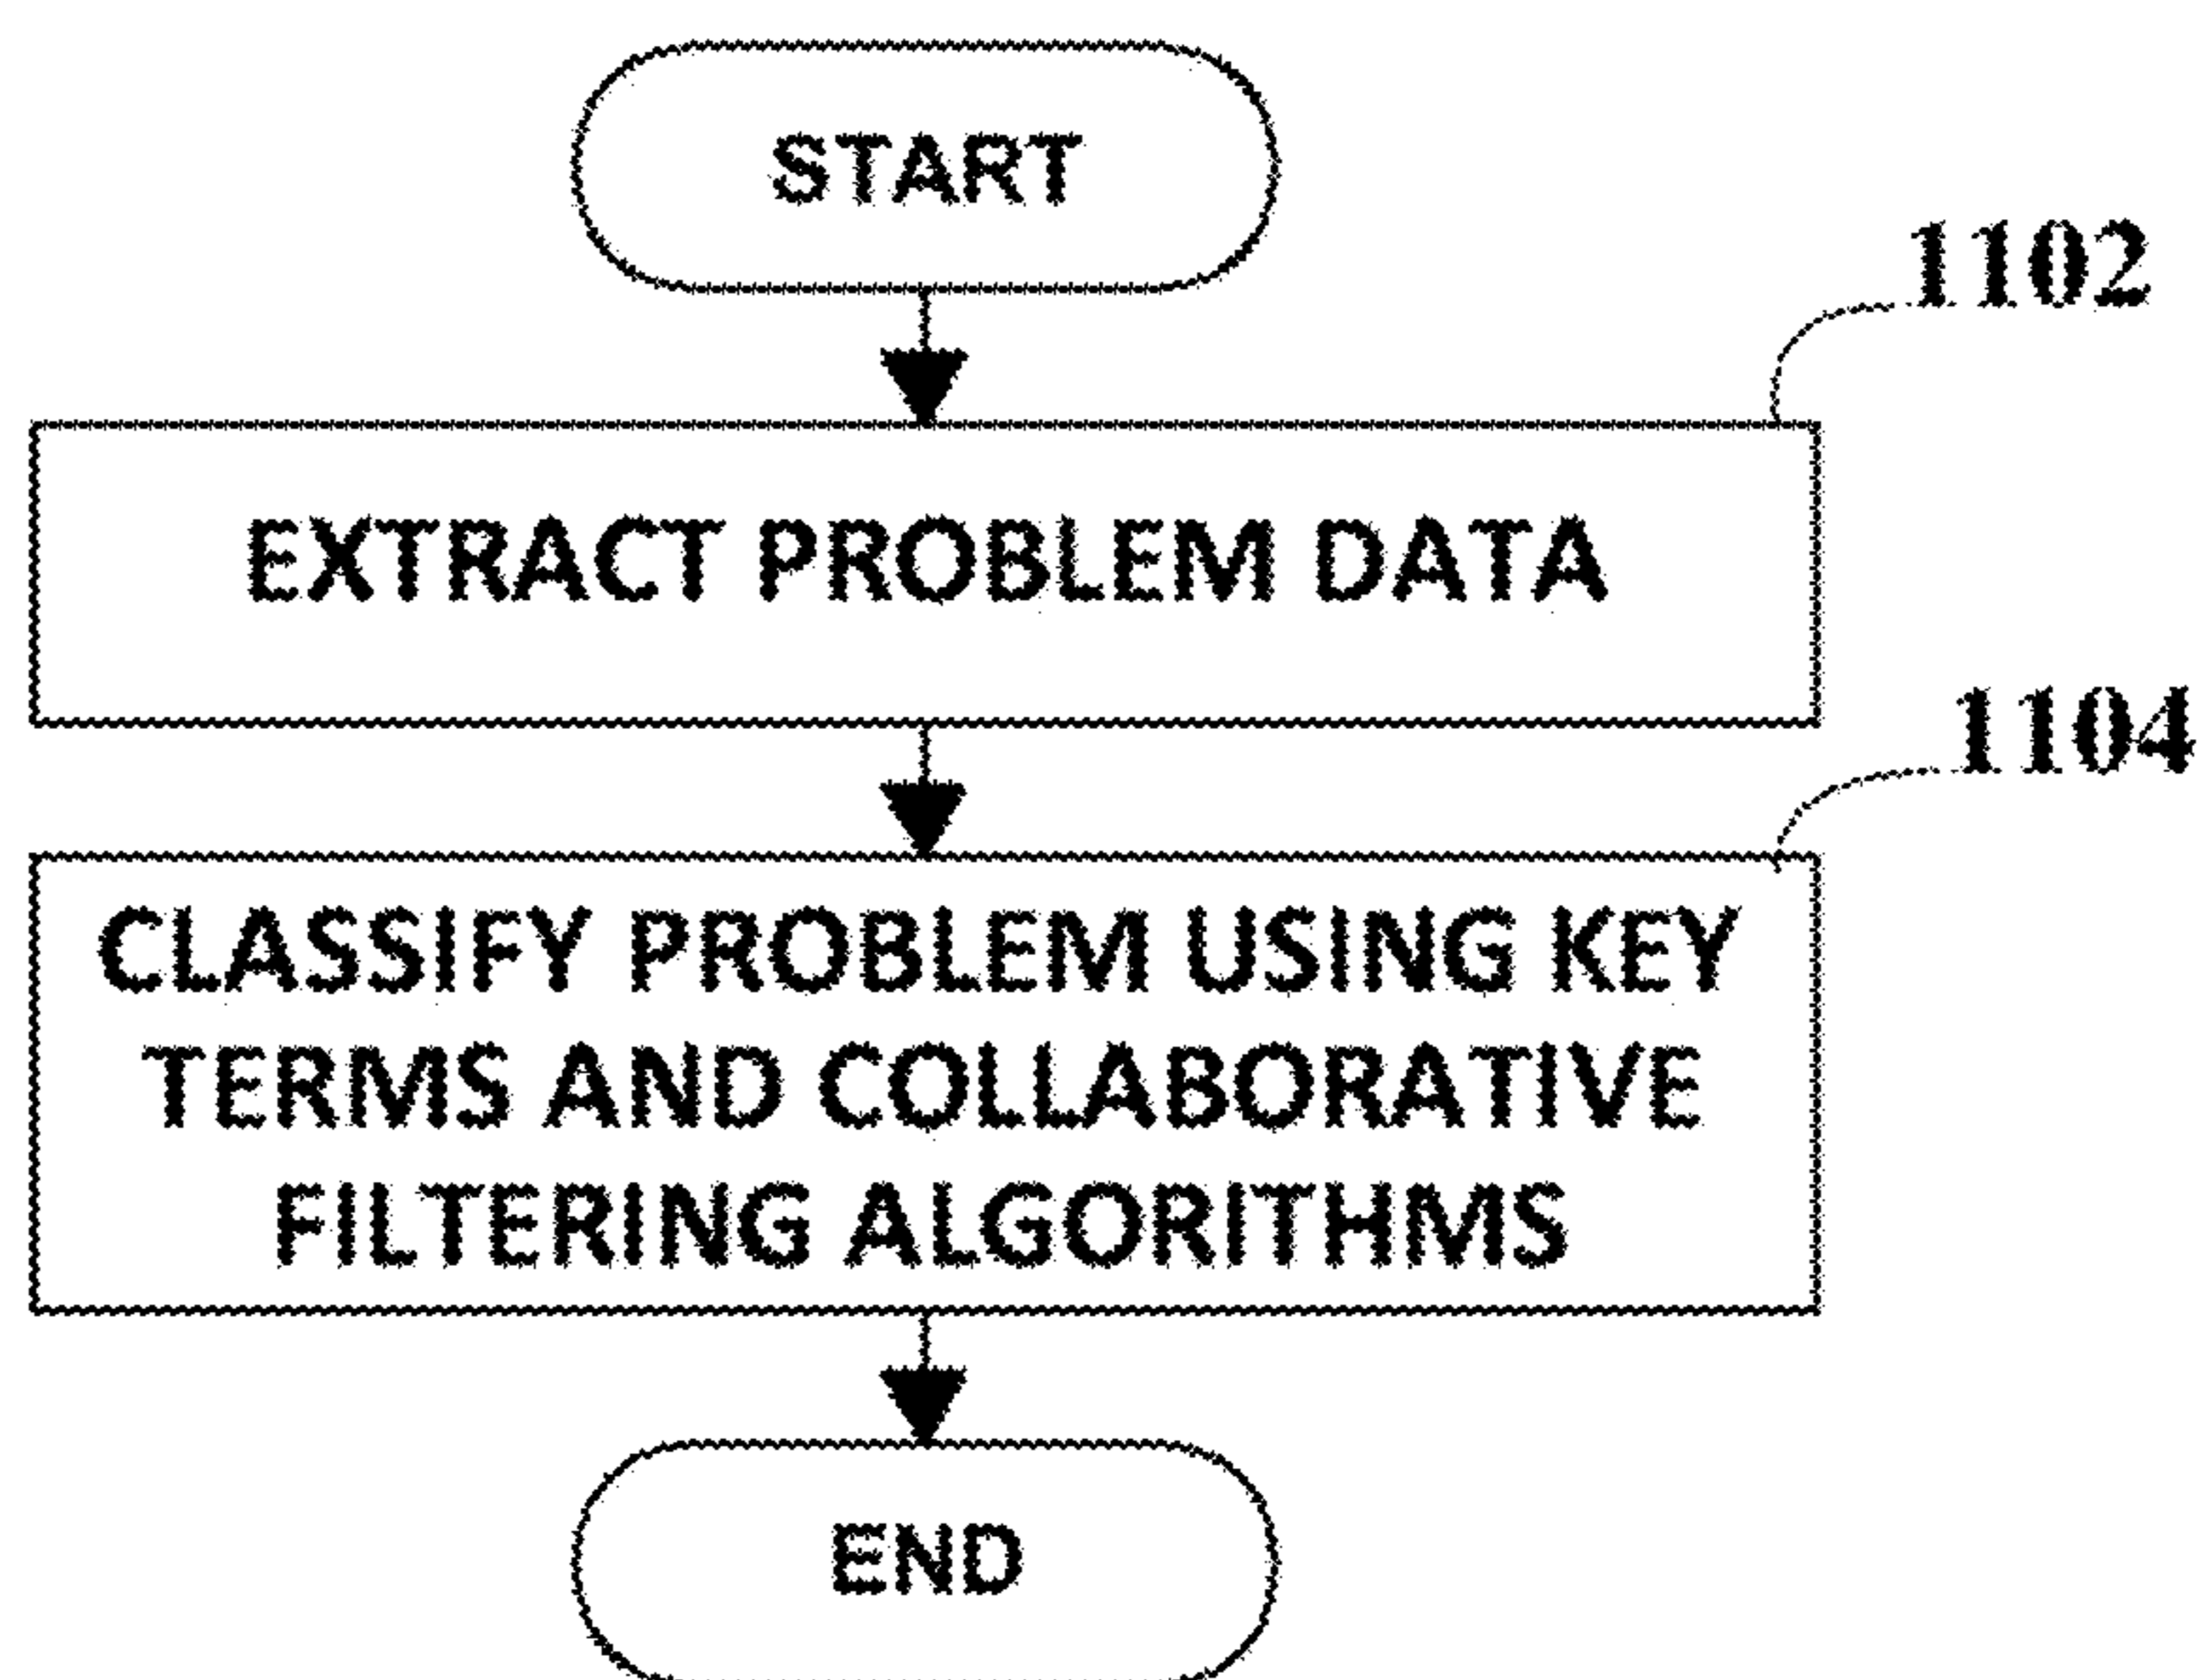 START
1102
EXTRACT PROBLEM DATA
1104
CLASSIFY PROBLEM USING KEY
TERMS AND COLLABORATIVE
FILTERING ALGORITHMS
END